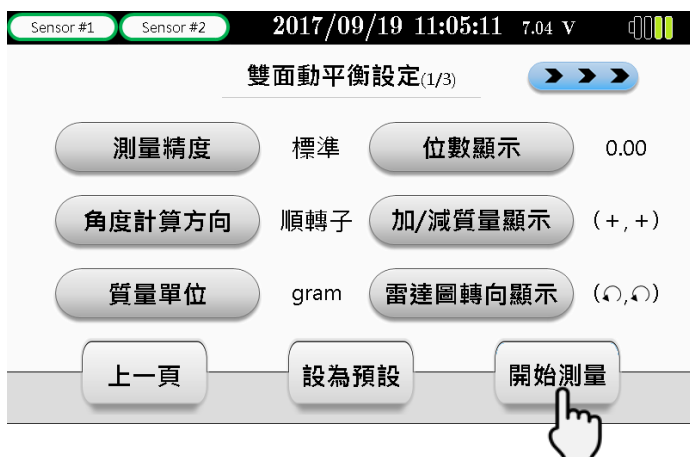 Sensor #1 Sensor #2 2017/09/19 11:05:11 7.04 V
雙面動平衡設定(1/3)
測量精度 標準 位數顯示 0.00
角度計算方向 順轉子 加/減質量顯示 (+,+)
質量單位 gram 雷達圖轉向顯示 (↶,↶)
上一頁 設為預設 開始測量